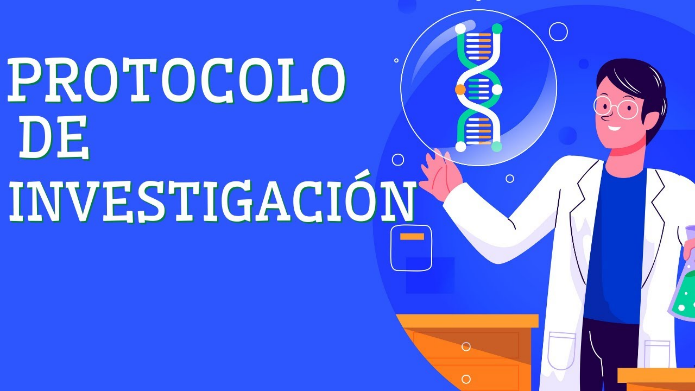 PROTOCOLO
DE
INVESTIGACIÓN